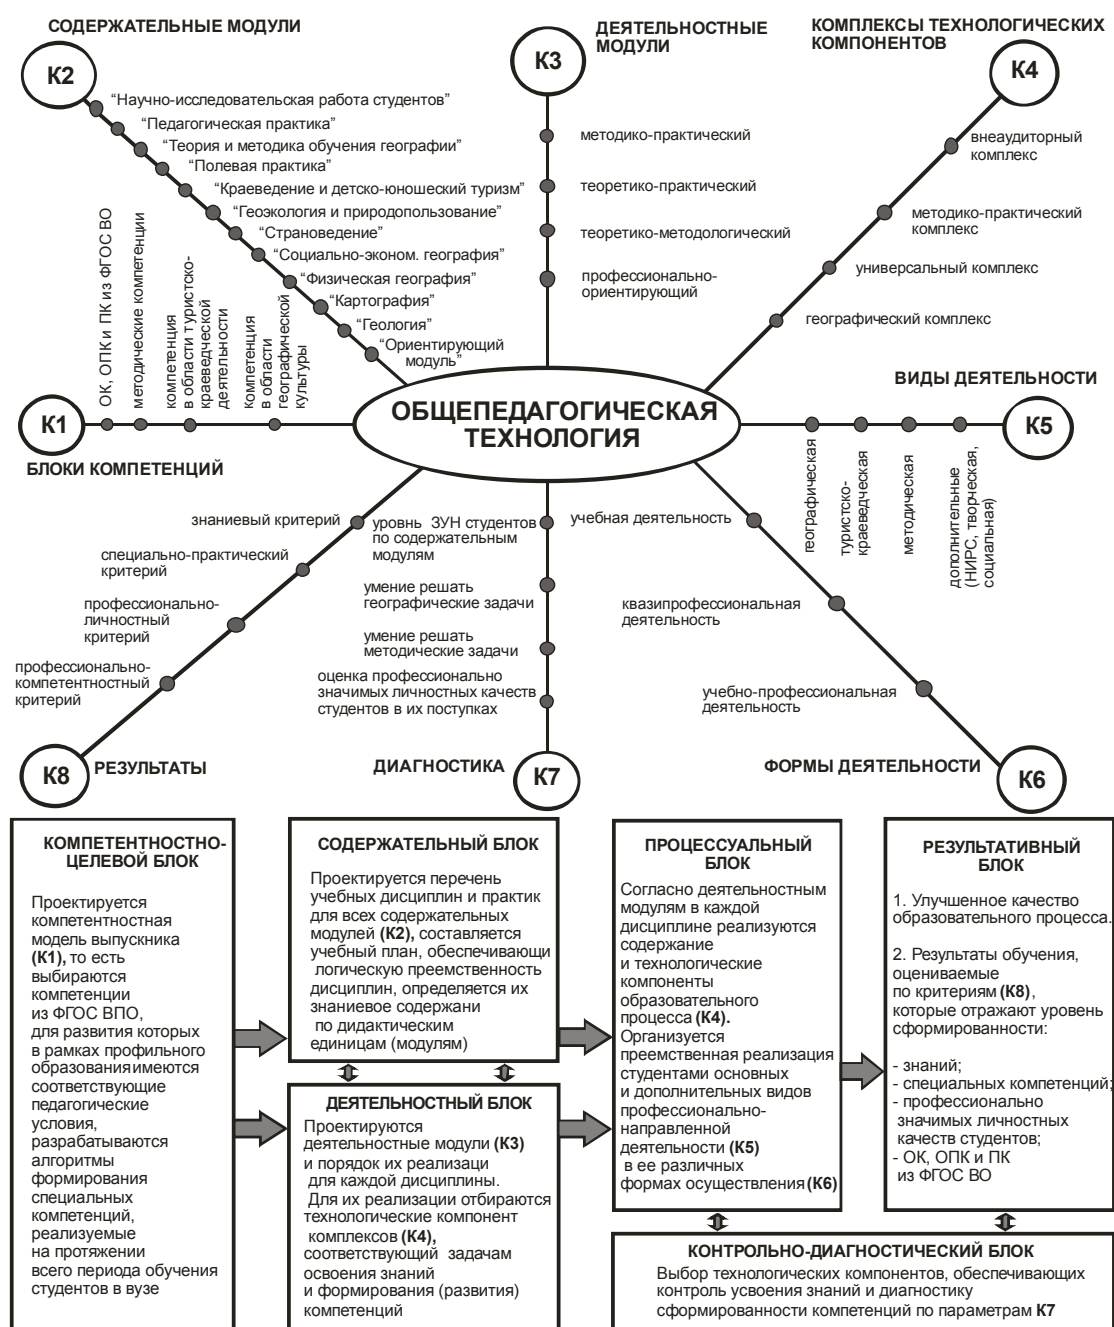 СОДЕРЖАТЕЛЬНЫЕ МОДУЛИ
К2
“Научно-исследовательская работа студентов”
“Педагогическая практика”
“Теория и методика обучения географии”
“Полевая практика”
“Краеведение и детско-юношеский туризм”
“Геоэкология и природопользование”
“Страноведение”
“Социально-эконом. география”
“Физическая география”
“Картография”
“Геология”
“Ориентирующий
модуль”
ДЕЯТЕЛЬНОСТНЫЕ
МОДУЛИ
К3
методико-практический
теоретико-практический
теоретико-методологический
профессионально-
ориентирующий
КОМПЛЕКСЫ ТЕХНОЛОГИЧЕСКИХ
КОМПОНЕНТОВ
К4
внеаудиторный
комплекс
методико-практический
комплекс
универсальный комплекс
географический комплекс
ОК, ОПК и ПК из ФГОС ВО
методические компетенции
компетенция
в области туристско-
краеведческой
деятельности
компетенция
в области
географической
культуры
К1
БЛОКИ КОМПЕТЕНЦИЙ
ОБЩЕПЕДАГОГИЧЕСКАЯ
ТЕХНОЛОГИЯ
ВИДЫ ДЕЯТЕЛЬНОСТИ
К5
географическая
туристско-
краеведческая
методическая
дополнительные
(НИРС, творческая,
социальная)
знаниевый критерий
специально-практический
критерий
профессионально-
личностный
критерий
профессионально-
компетентностный
критерий
К8
РЕЗУЛЬТАТЫ
уровнь ЗУН студентов
по содержательным
модулям
умение решать
географические задачи
умение решать
методические задачи
оценка профессионально
значимых личностных качеств
студентов в их поступках
ДИАГНОСТИКА
К7
учебная деятельность
квазипрофессиональная
деятельность
учебно-профессиональная
деятельность
ФОРМЫ ДЕЯТЕЛЬНОСТИ
К6
КОМПЕТЕНТНОСТНО-
ЦЕЛЕВОЙ БЛОК
Проектируется
компетентностная
модель выпускника
(К1), то есть
выбираются
компетенции
из ФГОС ВПО,
для развития которых
в рамках профильного
образования имеются
соответствующие
педагогические
условия,
разрабатываются
алгоритмы
формирования
специальных
компетенций,
реализуемые
на протяжении
всего периода обучения
студентов в вузе
СОДЕРЖАТЕЛЬНЫЙ БЛОК
Проектируется перечень
учебных дисциплин и практик
для всех содержательных
модулей (К2), составляется
учебный план, обеспечивающи
логическую преемственность
дисциплин, определяется их
знаниевое содержани
по дидактическим
единицам (модулям)
ДЕЯТЕЛЬНОСТНЫЙ БЛОК
Проектируются
деятельностные модули (К3)
и порядок их реализаци
для каждой дисциплины.
Для их реализации отбираются
технологические компонент
комплексов (К4),
соответствующий задачам
освоения знаний
и формирования (развития)
компетенций
ПРОЦЕССУАЛЬНЫЙ
БЛОК
Согласно деятельностным
модулям в каждой
дисциплине реализуются
содержание
и технологические
компоненты
образовательного
процесса (К4).
Организуется
преемственная реализация
студентами основных
и дополнительных видов
профессионально-
направленной
деятельности (К5)
в ее различных
формах осуществления (К6)
РЕЗУЛЬТАТИВНЫЙ
БЛОК
1. Улучшенное качество
образовательного процесса.
2. Результаты обучения,
оцениваемые
по критериям (К8),
которые отражают уровень
сформированности:
- знаний;
- специальных компетенций;
- профессионально
значимых личностных
качеств студентов;
- ОК, ОПК и ПК
из ФГОС ВО
КОНТРОЛЬНО-ДИАГНОСТИЧЕСКИЙ БЛОК
Выбор технологических компонентов, обеспечивающих
контроль усвоения знаний и диагностику
сформированности компетенций по параметрам К7